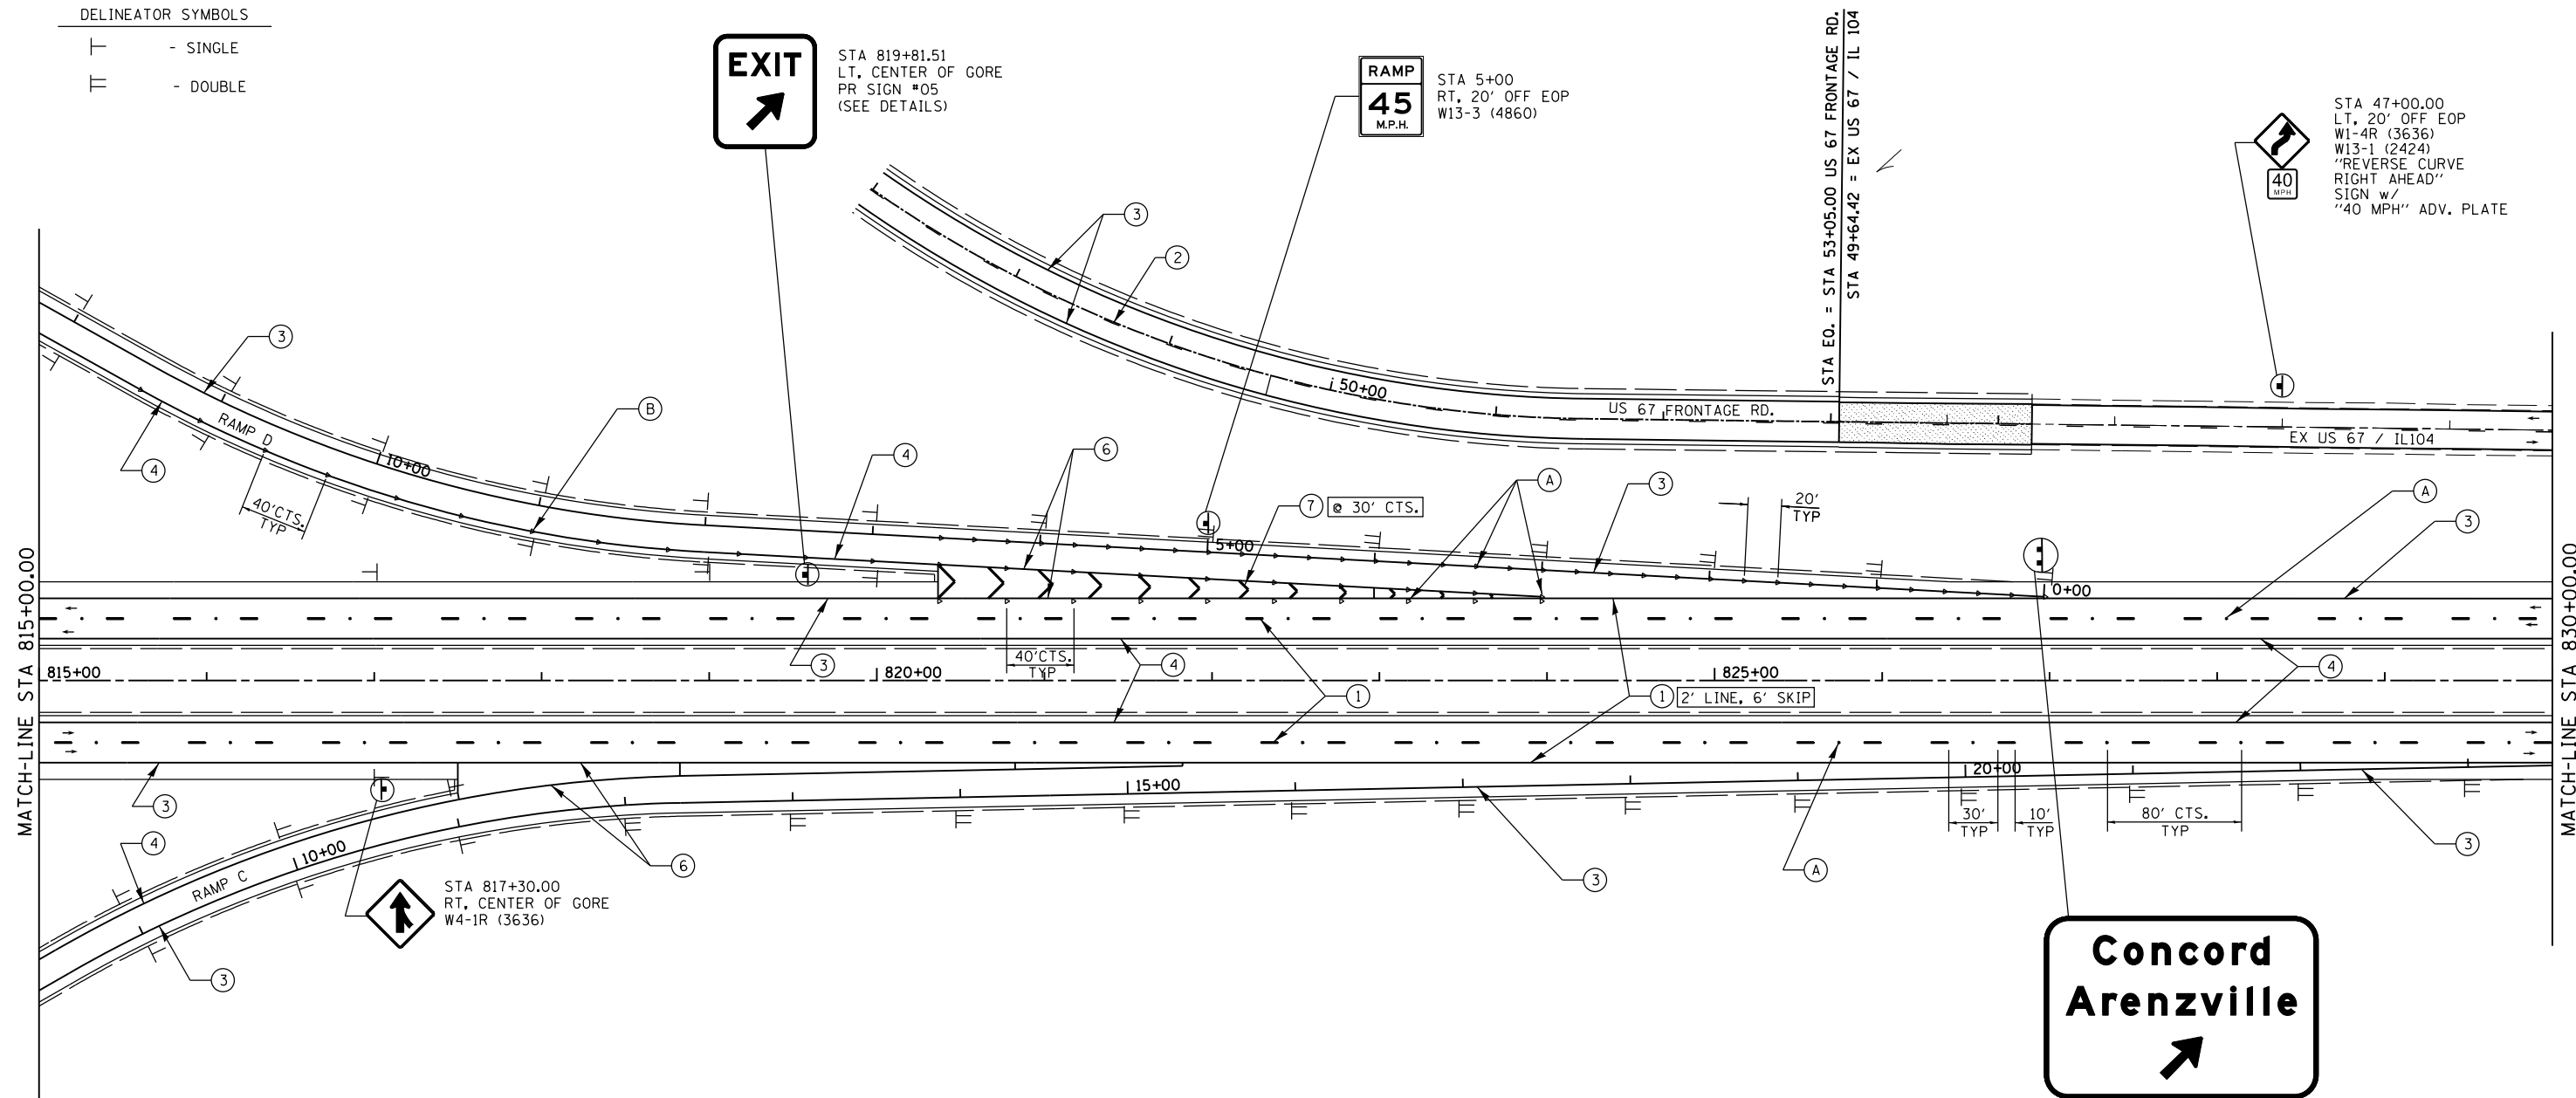 DELINEATOR SYMBOLS
- SINGLE
- DOUBLE
EXIT
STA 819+81.51
LT, CENTER OF GORE
PR SIGN #05
(SEE DETAILS)
RAMP
45
M.P.H.
STA 5+00
RT, 20' OFF EOP
W13-3 (4860)
STA EQ. = STA 53+05.00 US 67 FRONTAGE RD.
STA 49+64.42 = EX US 67 / IL 104
40
MPH
STA 47+00.00
LT, 20' OFF EOP
W1-4R (3636)
W13-1 (2424)
"REVERSE CURVE
RIGHT AHEAD"
SIGN w/
"40 MPH" ADV. PLATE
3
2
3
B
50+00
US 67 FRONTAGE RD.
EX US 67 / IL104
RAMP D
4
10+00
4
6
A
3
A
40'CTS.
TYP
7
@ 30' CTS.
20'
TYP
3
5+00
0+00
MATCH-LINE STA 815+00.00
MATCH-LINE STA 830+00.00
3
40'CTS.
TYP
4
4
815+00
820+00
825+00
1
1
2' LINE, 6' SKIP
3
15+00
20+00
30'
TYP
10'
TYP
80' CTS.
TYP
4
10+00
6
3
A
3
RAMP C
STA 817+30.00
RT, CENTER OF GORE
W4-1R (3636)
3
Concord
Arenzville